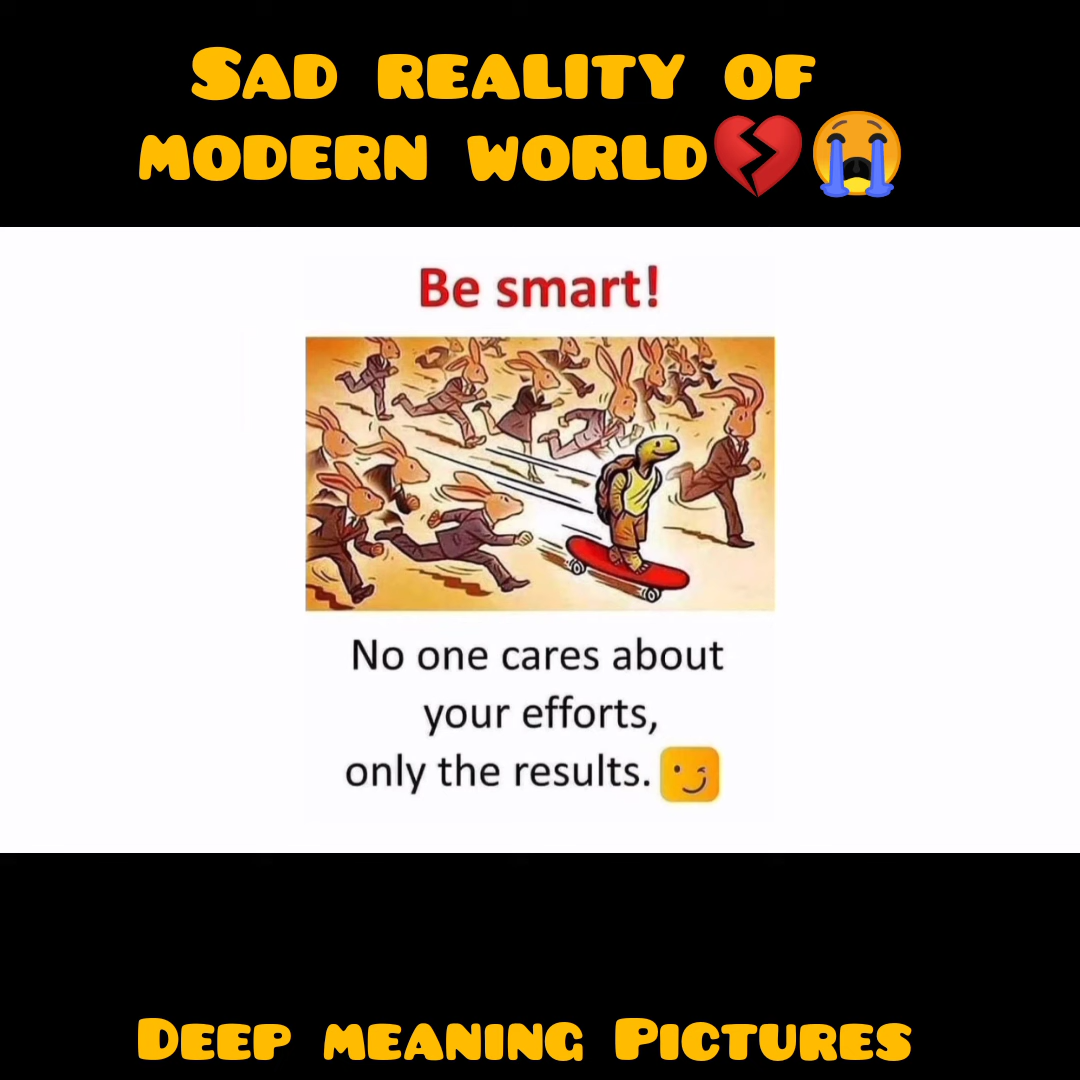 SAD REALITY OF
MODERN WORLD💔😭
Be smart!
No one cares about
your efforts,
only the results.
DEEP MEANING PICTURES